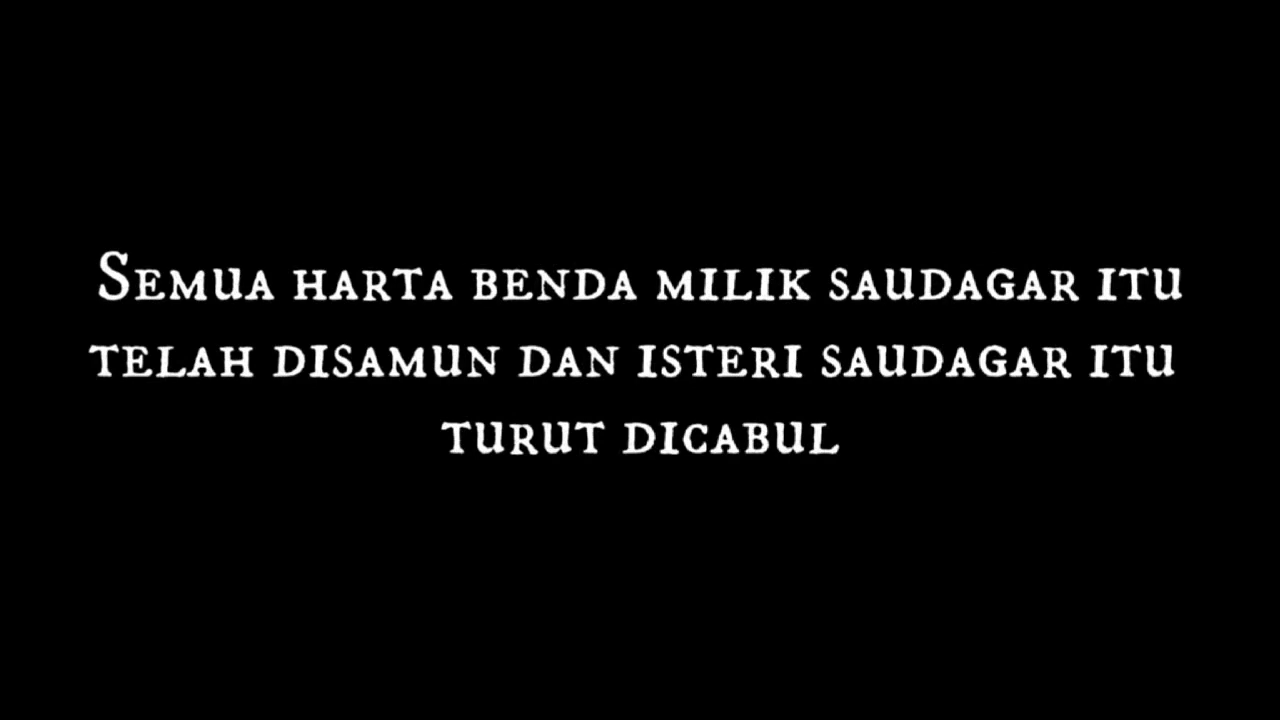 Semua harta benda milik saudagar itu
telah disamun dan isteri saudagar itu
turut dicabul